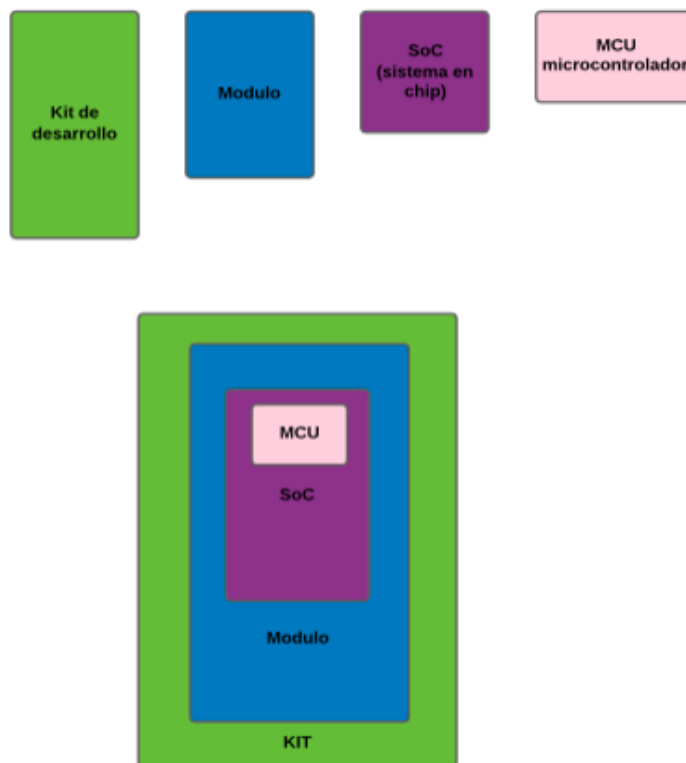 Kit de
desarrollo
Modulo
SoC
(sistema en
chip)
MCU
microcontrolador
MCU
SoC
Modulo
KIT